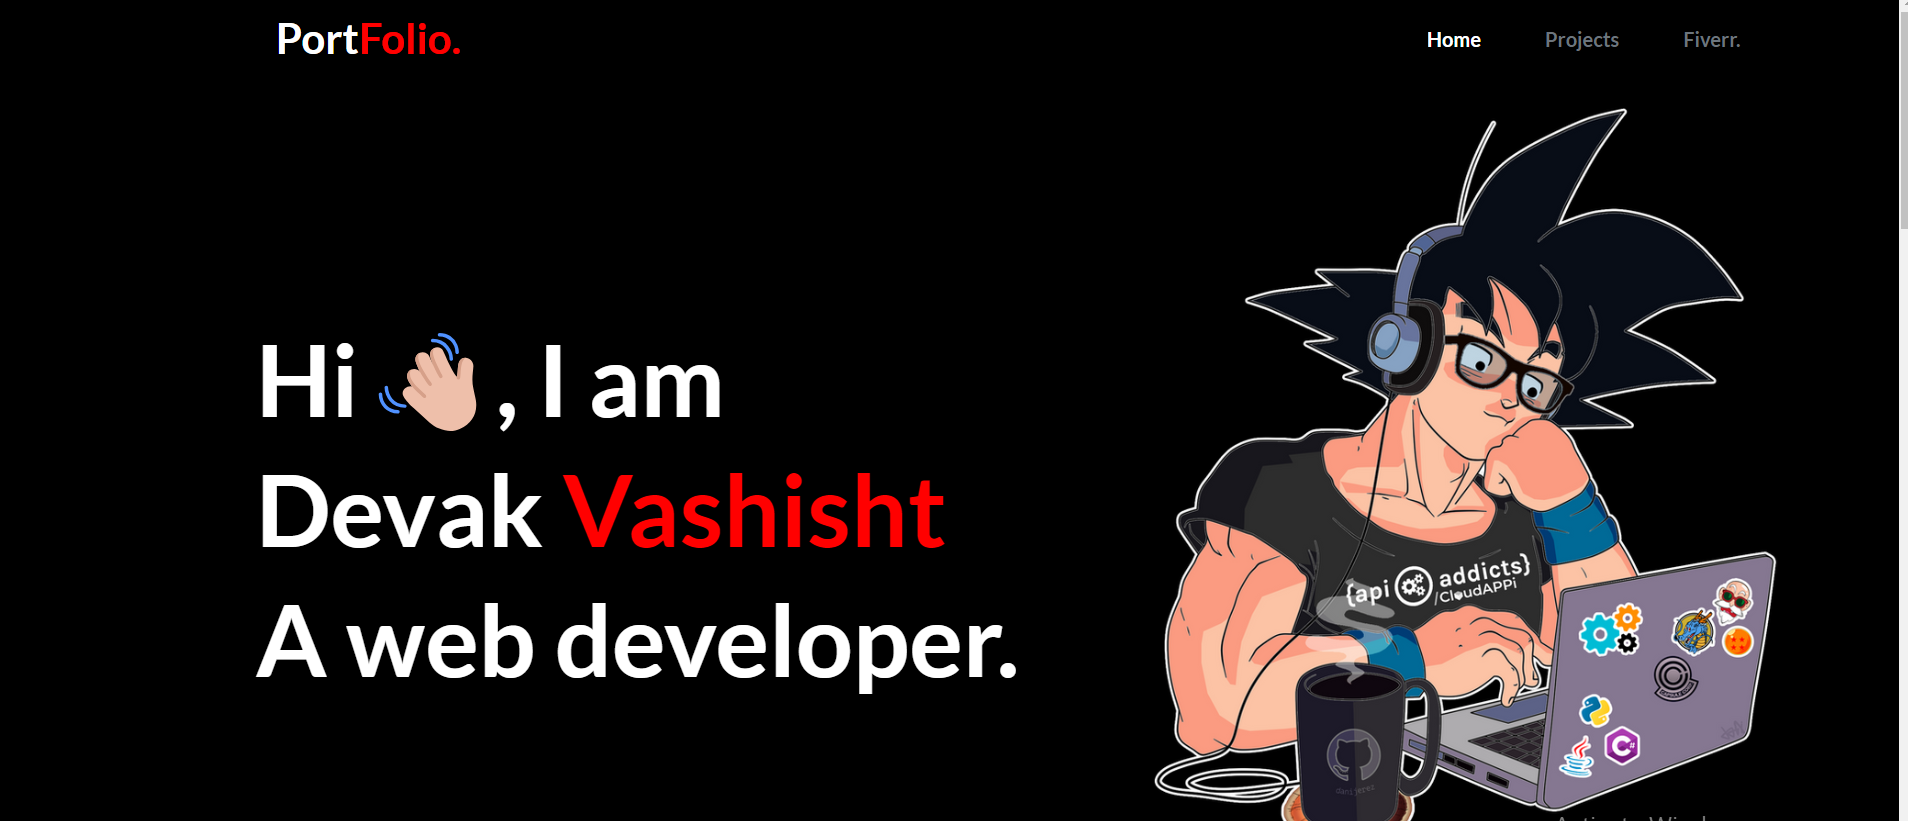 PortFolio.
Home Projects Fiverr.
Hi 👋, I am
Devak Vashisht
A web developer.
{api addicts}
/CloudAPPi